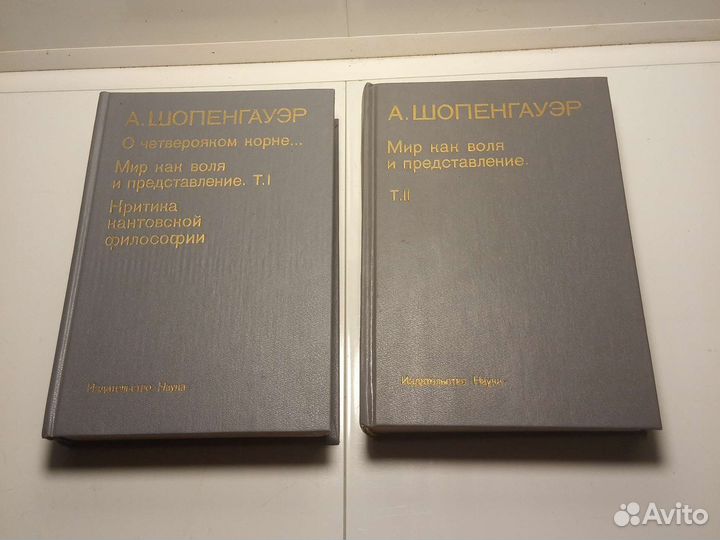 А. ШОПЕНГАУЭР
О четверояком корне...
Мир как воля
и представление. Т.I
Критика
кантовской
философии
Издательство Наука
А. ШОПЕНГАУЭР
Мир как воля
и представление.
Т.II
Издательство Наука
Avito